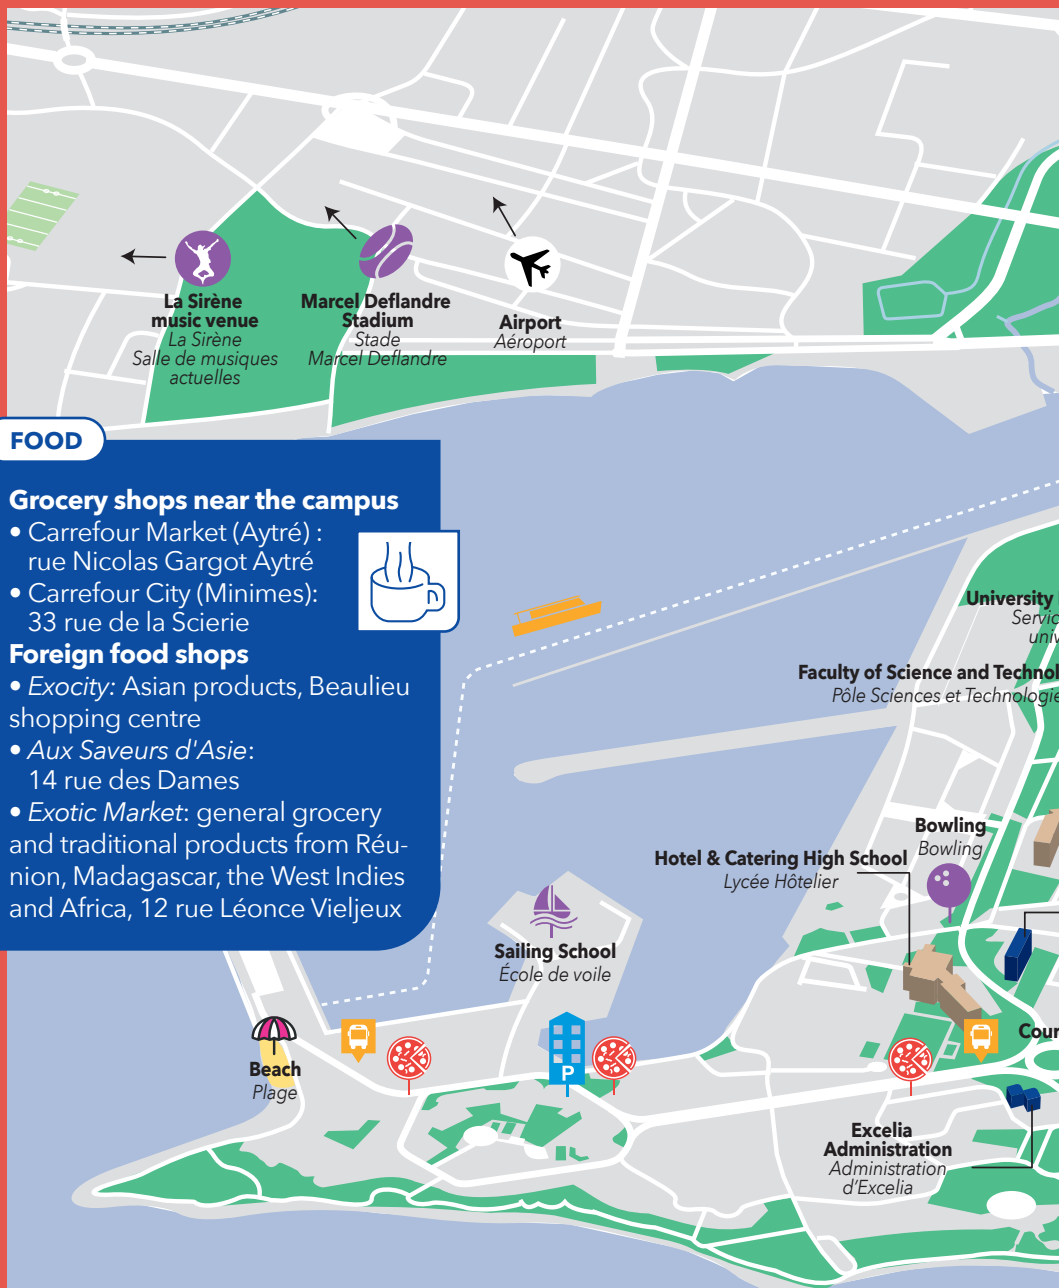 La Sirène
music venue
La Sirène
Salle de musiques
actuelles
Marcel Deflandre
Stadium
Stade
Marcel Deflandre
Airport
Aéroport
FOOD
Grocery shops near the campus
• Carrefour Market (Aytré) :
rue Nicolas Gargot Aytré
• Carrefour City (Minimes):
33 rue de la Scierie
Foreign food shops
• Exocity: Asian products, Beaulieu
shopping centre
• Aux Saveurs d'Asie:
14 rue des Dames
• Exotic Market: general grocery
and traditional products from Réu-
nion, Madagascar, the West Indies
and Africa, 12 rue Léonce Vieljeux
University
Servic
univ
Faculty of Science and Technol
Pôle Sciences et Technologie
Bowling
Bowling
Hotel & Catering High School
Lycée Hôtelier
Sailing School
École de voile
Beach
Plage
P
Cour
Excelia
Administration
Administration
d'Excelia